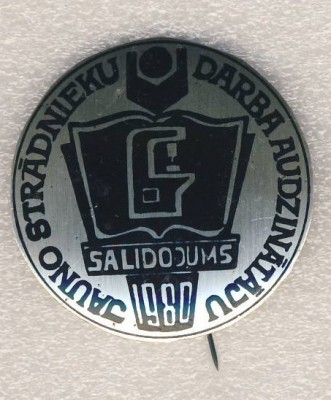 JAUNO STRĀDNIEKU DARBA AUDZINĀTĀJU
SALIDOJUMS
1980